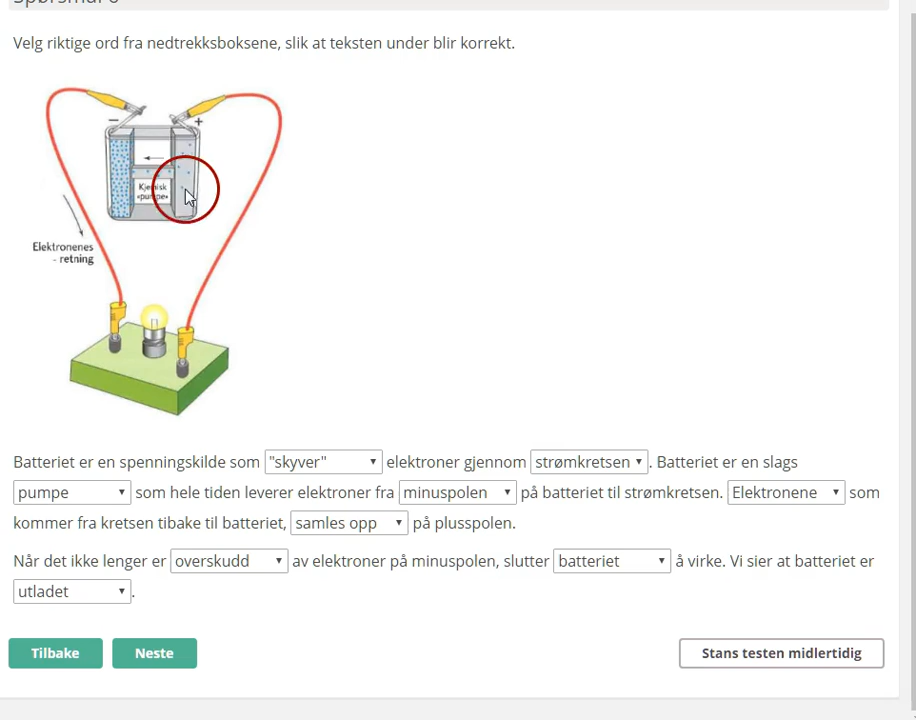 Velg riktige ord fra nedtrekksboksene, slik at teksten under blir korrekt.
− +
Kjemisk
«pumpe»
Elektronenes
- retning
Batteriet er en spenningskilde som "skyver" elektroner gjennom strømkretsen. Batteriet er en slags
pumpe som hele tiden leverer elektroner fra minuspolen på batteriet til strømkretsen. Elektronene som
kommer fra kretsen tibake til batteriet, samles opp på plusspolen.
Når det ikke lenger er overskudd av elektroner på minuspolen, slutter batteriet å virke. Vi sier at batteriet er
utladet.
Tilbake Neste Stans testen midlertidig